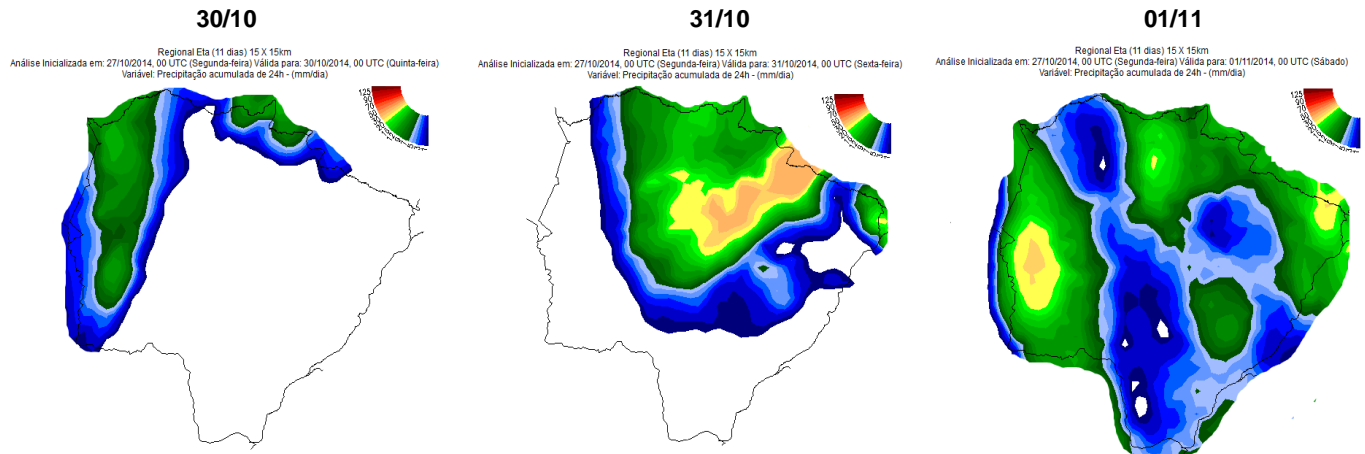 30/10
Regional Eta (11 dias) 15 X 15km
Análise Inicializada em: 27/10/2014, 00 UTC (Segunda-feira) Válida para: 30/10/2014, 00 UTC (Quinta-feira)
Variável: Precipitação acumulada de 24h - (mm/dia)
125
31/10
Regional Eta (11 dias) 15 X 15km
Análise Inicializada em: 27/10/2014, 00 UTC (Segunda-feira) Válida para: 31/10/2014, 00 UTC (Sexta-feira)
Variável: Precipitação acumulada de 24h - (mm/dia)
125
01/11
Regional Eta (11 dias) 15 X 15km
Análise Inicializada em: 27/10/2014, 00 UTC (Segunda-feira) Válida para: 01/11/2014, 00 UTC (Sábado)
Variável: Precipitação acumulada de 24h - (mm/dia)
125